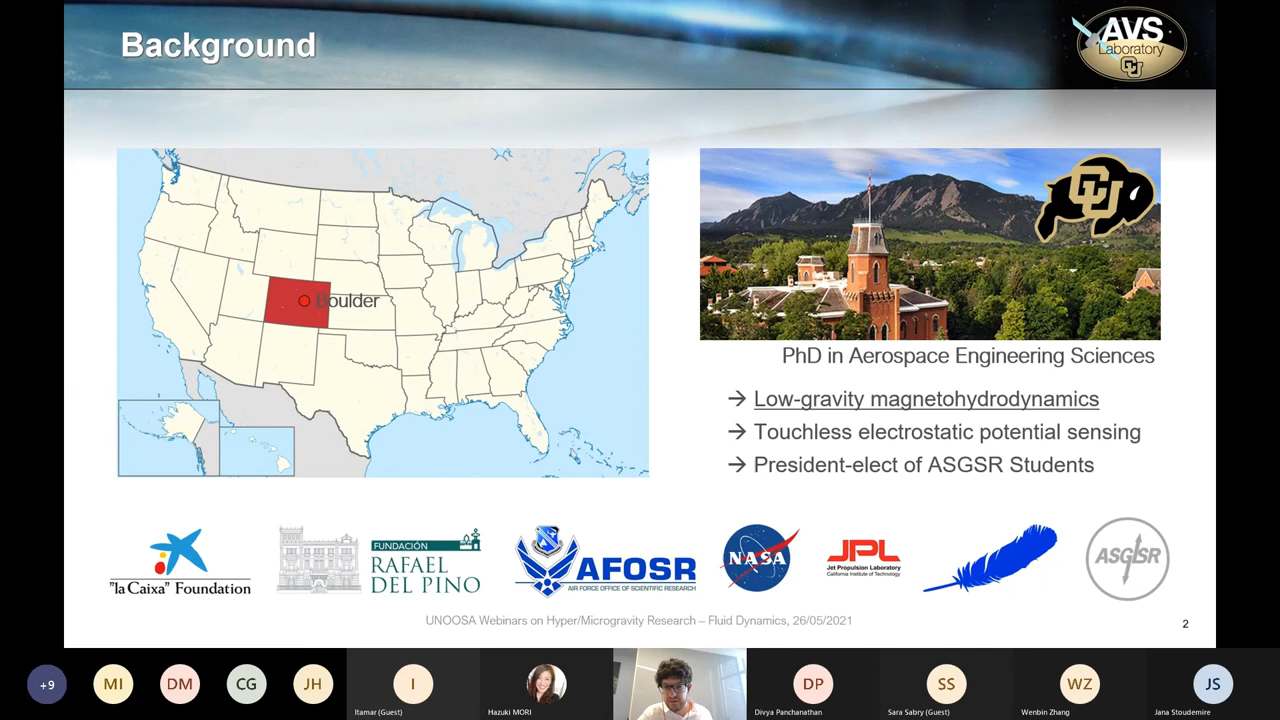 Background
AVS
Laboratory
CU
Boulder
CU
PhD in Aerospace Engineering Sciences
→ Low-gravity magnetohydrodynamics
→ Touchless electrostatic potential sensing
→ President-elect of ASGSR Students
"la Caixa" Foundation
FUNDACIÓN
RAFAEL
DEL PINO
AFOSR
AIR FORCE OFFICE OF SCIENTIFIC RESEARCH
NASA
JPL
Jet Propulsion Laboratory
California Institute of Technology
ASGSR
UNOOSA Webinars on Hyper/Microgravity Research – Fluid Dynamics, 26/05/2021
2
+9
MI
DM
CG
JH
I
Itamar (Guest)
Hazuki MORI
DP
Divya Panchanathan
SS
Sara Sabry (Guest)
WZ
Wenbin Zhang
JS
Jana Stoudemire